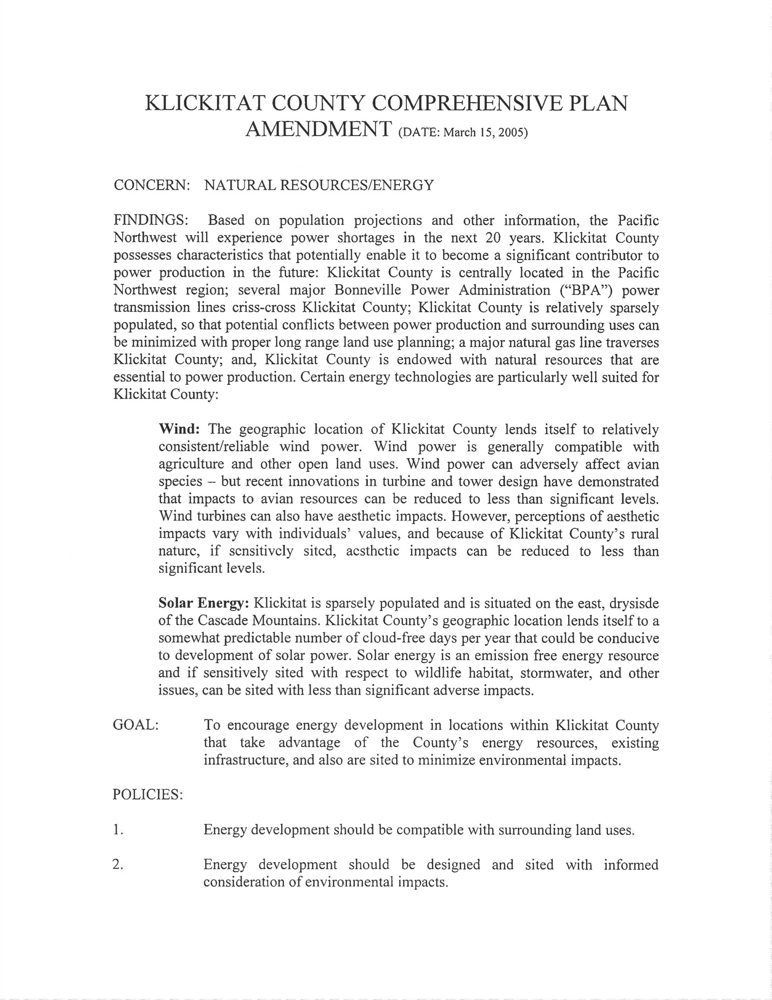 KLICKITAT COUNTY COMPREHENSIVE PLAN
AMENDMENT (DATE: March 15, 2005)
CONCERN: NATURAL RESOURCES/ENERGY
FINDINGS: Based on population projections and other information, the Pacific
Northwest will experience power shortages in the next 20 years. Klickitat County
possesses characteristics that potentially enable it to become a significant contributor to
power production in the future: Klickitat County is centrally located in the Pacific
Northwest region; several major Bonneville Power Administration (“BPA”) power
transmission lines criss-cross Klickitat County; Klickitat County is relatively sparsely
populated, so that potential conflicts between power production and surrounding uses can
be minimized with proper long range land use planning; a major natural gas line traverses
Klickitat County; and, Klickitat County is endowed with natural resources that are
essential to power production. Certain energy technologies are particularly well suited for
Klickitat County:
Wind: The geographic location of Klickitat County lends itself to relatively
consistent/reliable wind power. Wind power is generally compatible with
agriculture and other open land uses. Wind power can adversely affect avian
species – but recent innovations in turbine and tower design have demonstrated
that impacts to avian resources can be reduced to less than significant levels.
Wind turbines can also have aesthetic impacts. However, perceptions of aesthetic
impacts vary with individuals’ values, and because of Klickitat County’s rural
nature, if sensitively sited, aesthetic impacts can be reduced to less than
significant levels.
Solar Energy: Klickitat is sparsely populated and is situated on the east, drysisde
of the Cascade Mountains. Klickitat County’s geographic location lends itself to a
somewhat predictable number of cloud-free days per year that could be conducive
to development of solar power. Solar energy is an emission free energy resource
and if sensitively sited with respect to wildlife habitat, stormwater, and other
issues, can be sited with less than significant adverse impacts.
GOAL: To encourage energy development in locations within Klickitat County
that take advantage of the County’s energy resources, existing
infrastructure, and also are sited to minimize environmental impacts.
POLICIES:
1. Energy development should be compatible with surrounding land uses.
2. Energy development should be designed and sited with informed
consideration of environmental impacts.